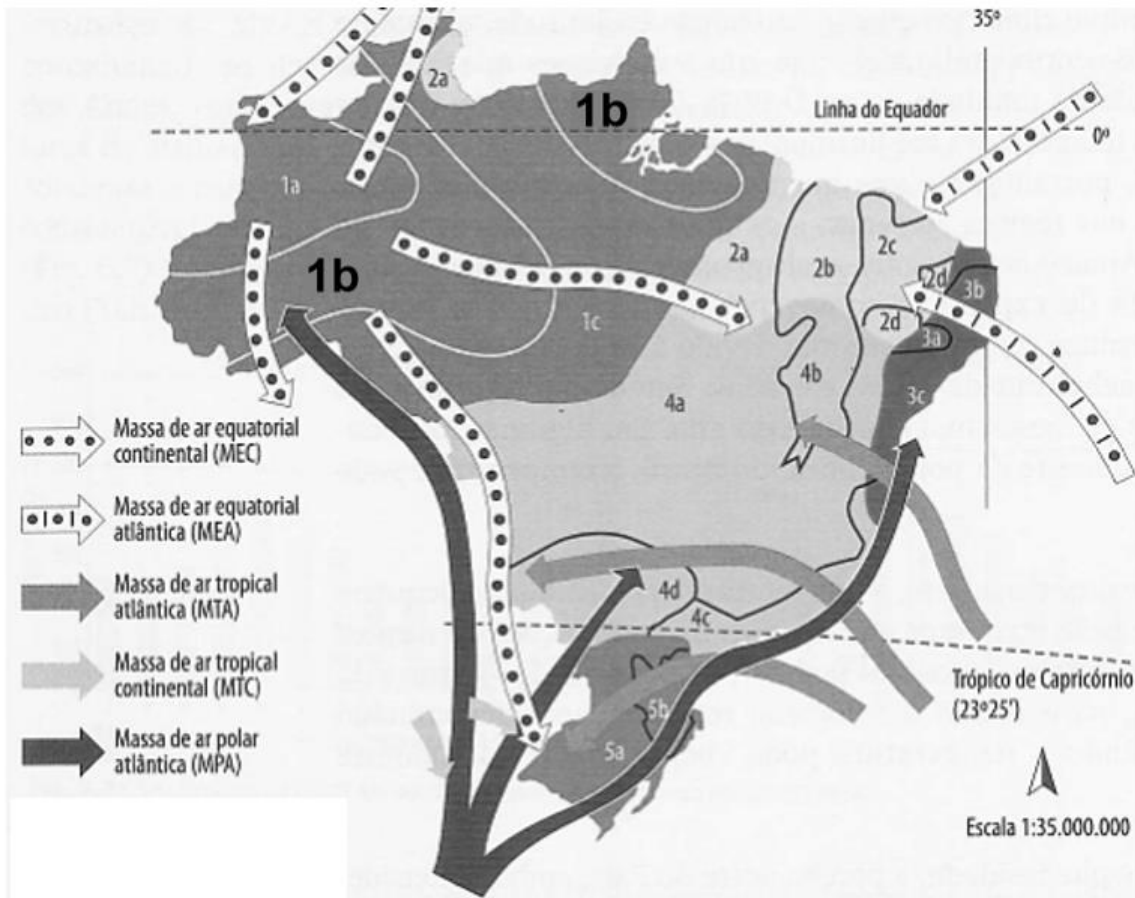 35º
2a
1b
Linha do Equador
0º
1a
2a
2b
2c
1b
2d
3b
1c
2d
3a
4b
3c
4a
Massa de ar equatorial
continental (MEC)
Massa de ar equatorial
atlântica (MEA)
Massa de ar tropical
atlântica (MTA)
4d
4c
Massa de ar tropical
continental (MTC)
Trópico de Capricórnio
(23º25')
5b
5a
Massa de ar polar
atlântica (MPA)
Escala 1:35.000.000